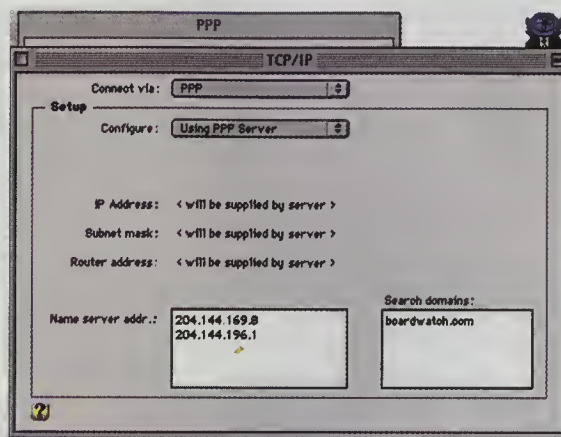 PPP
TCP/IP
Connect via: PPP
Setup
Configure: Using PPP Server
IP Address: < will be supplied by server >
Subnet mask: < will be supplied by server >
Router address: < will be supplied by server >
Name server addr.: 204.144.169.8
204.144.196.1
Search domains:
boardwatch.com
?